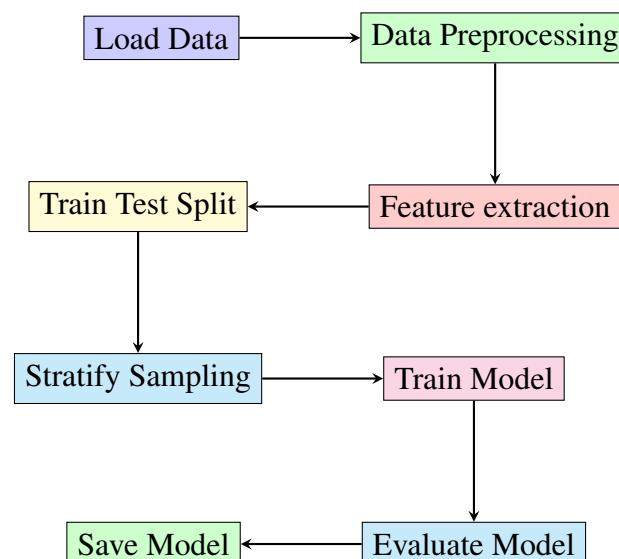 Load Data
Data Preprocessing
Feature extraction
Train Test Split
Stratify Sampling
Train Model
Evaluate Model
Save Model